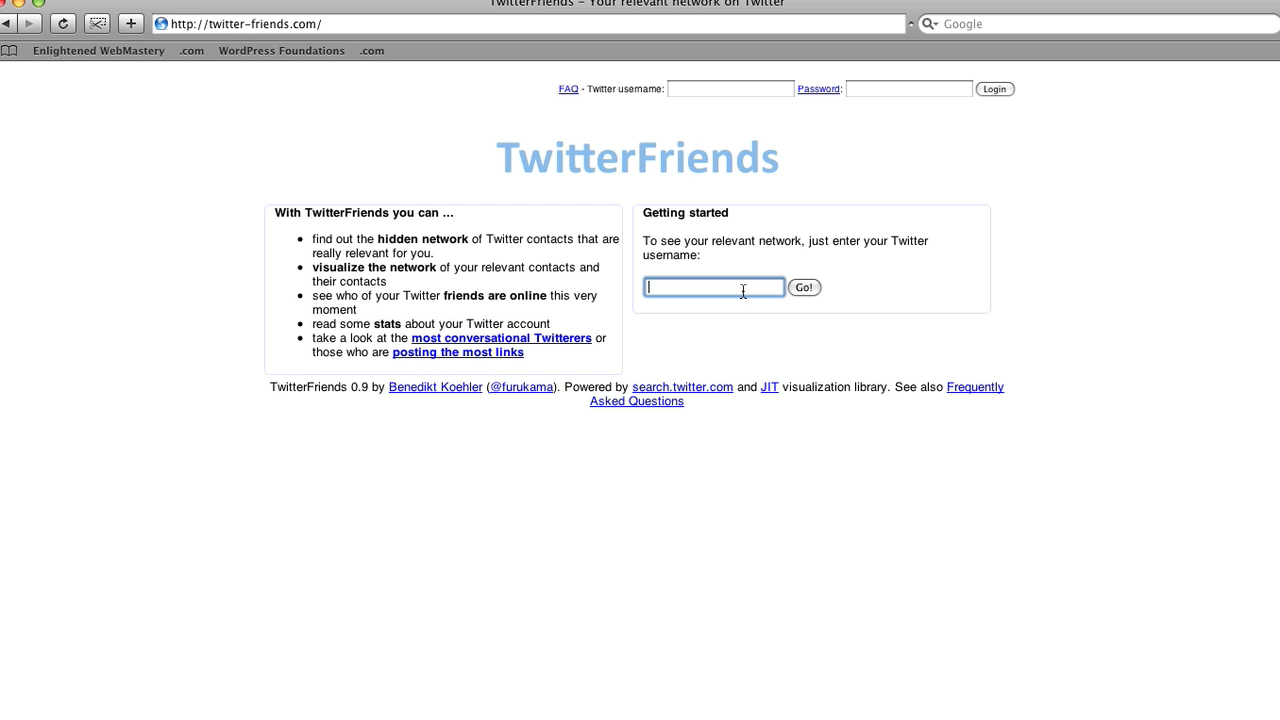 TwitterFriends – Your relevant network on Twitter
http://twitter-friends.com/
Google
Enlightened WebMastery .com WordPress Foundations .com
FAQ - Twitter username: Password: Login
TwitterFriends
With TwitterFriends you can ...
find out the hidden network of Twitter contacts that are
really relevant for you.
visualize the network of your relevant contacts and
their contacts
see who of your Twitter friends are online this very
moment
read some stats about your Twitter account
take a look at the most conversational Twitterers or
those who are posting the most links
Getting started
To see your relevant network, just enter your Twitter
username:
Go!
TwitterFriends 0.9 by Benedikt Koehler (@furukama). Powered by search.twitter.com and JIT visualization library. See also Frequently
Asked Questions